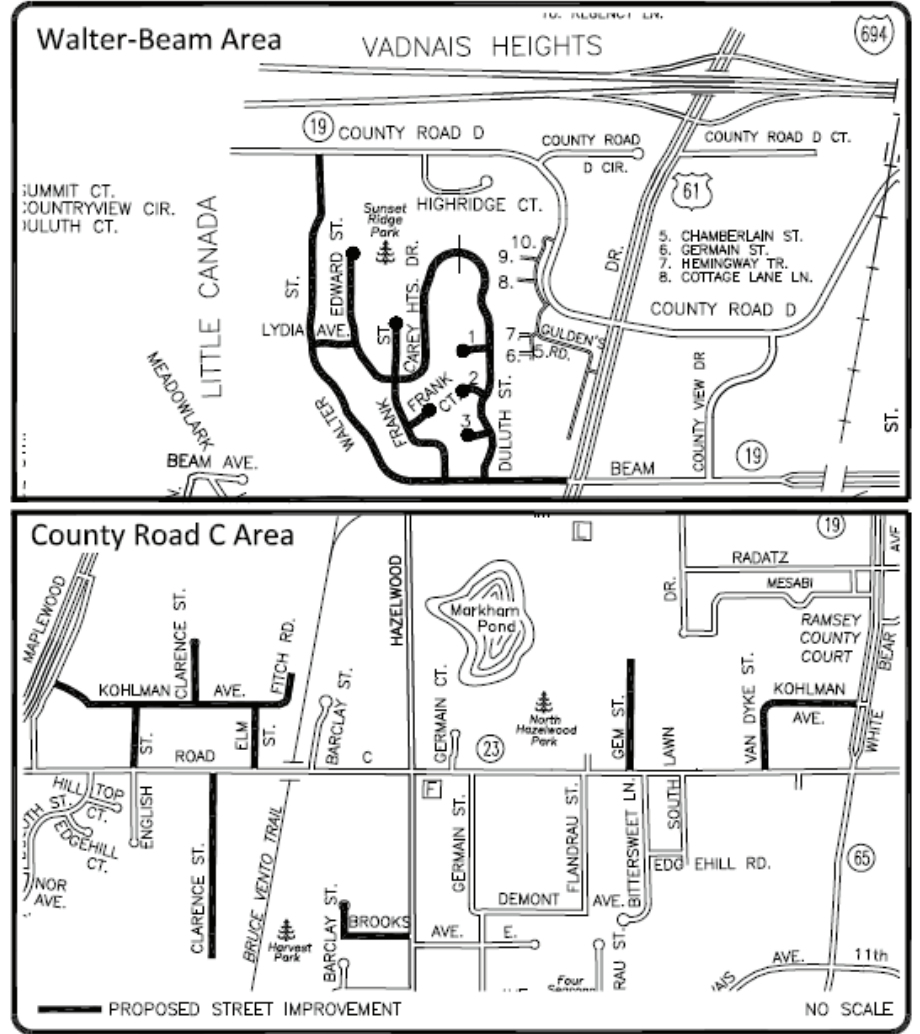 Walter-Beam Area
VADNAIS HEIGHTS
694
19
COUNTY ROAD D
COUNTY ROAD
D CIR.
COUNTY ROAD D CT.
COUNTRYVIEW CIR.
LITTLE CANADA
HIGHRIDGE CT.
Sunset
Ridge
Park
61
10.
9.
8.
7.
6.
5.
5. CHAMBERLAIN ST.
6. GERMAIN ST.
7. HEMINGWAY TR.
8. COTTAGE LANE LN.
COUNTY ROAD D
ST.
EDWARD ST.
CAREY HTS. DR.
DR.
LYDIA AVE.
ST.
GULDEN'S
RD.
1
2
3
FRANK
CT.
FRANK
WALTER
DULUTH ST.
MEADOWLARK
BEAM AVE.
COUNTY VIEW DR
ST.
BEAM
19
County Road C Area
L
19
AVE
RADATZ
MESABI
MAPLEWOOD
CLARENCE ST.
FITCH RD.
HAZELWOOD
Markham
Pond
DR.
RAMSEY
COUNTY
COURT
BEAR
KOHLMAN AVE.
BARCLAY ST.
GERMAIN CT.
North
Hazelwood
Park
GEM ST.
LAWN
VAN DYKE ST.
KOHLMAN
AVE.
WHITE
ST.
ELM
ST.
ROAD
C
23
HILL TOP
CT.
EDGEHILL
CT.
ENGLISH
F
GERMAIN ST.
FLANDRAU ST.
BITTERSWEET LN.
SOUTH
EDG EHILL RD.
65
NOR
AVE.
CLARENCE ST.
BRUCE VENTO TRAIL
Harvest
Park
BARCLAY ST.
BROOKS
AVE.
E.
DEMONT
AVE.
AVE.
11th
PROPOSED STREET IMPROVEMENT
NO SCALE